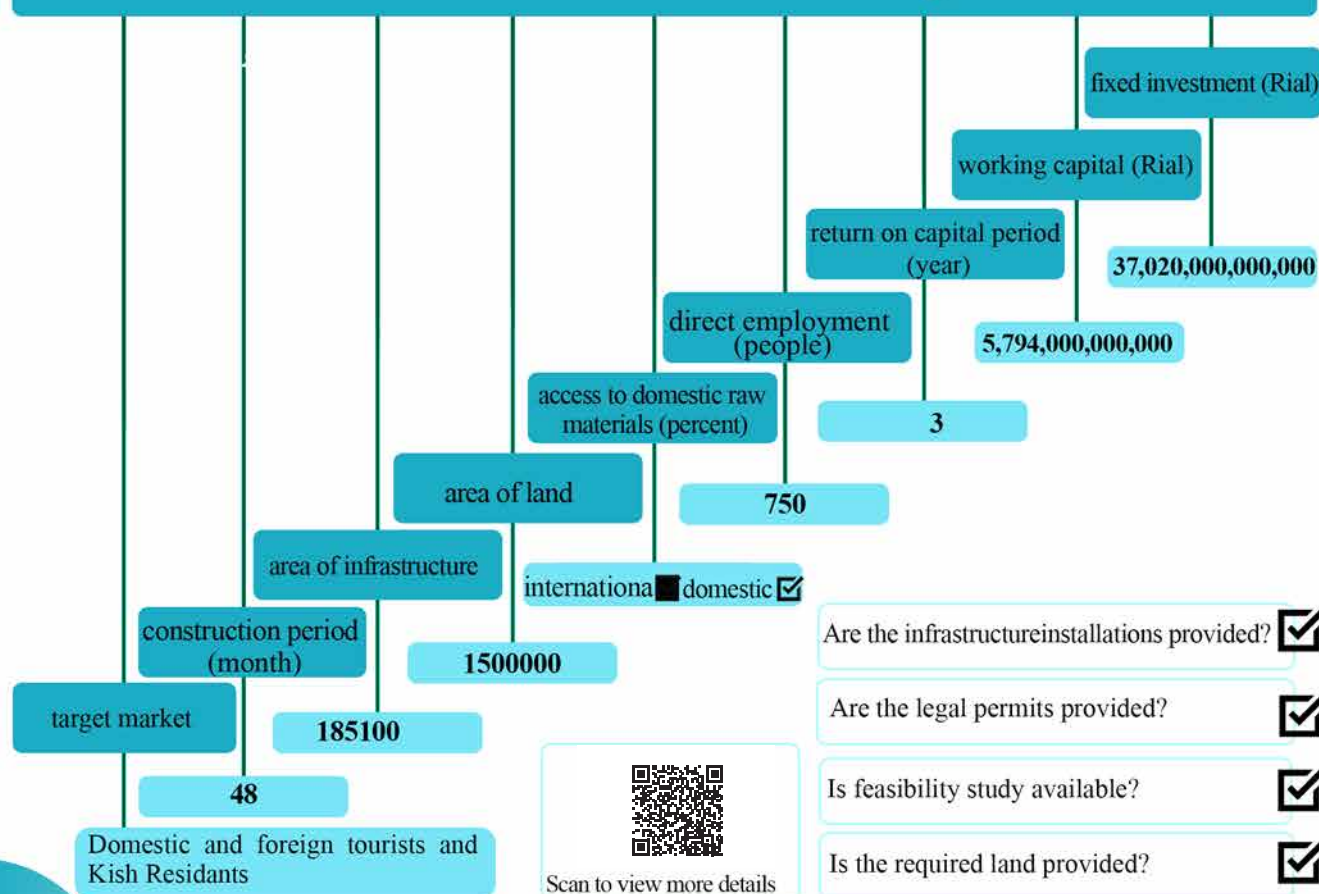 fixed investment (Rial)
37,020,000,000,000
working capital (Rial)
5,794,000,000,000
return on capital period
(year)
3
direct employment
(people)
750
access to domestic raw
materials (percent)
internationa domestic
area of land
1500000
area of infrastructure
185100
construction period
(month)
48
target market
Domestic and foreign tourists and
Kish Residants
Scan to view more details
Are the infrastructureinstallations provided?
Are the legal permits provided?
Is feasibility study available?
Is the required land provided?